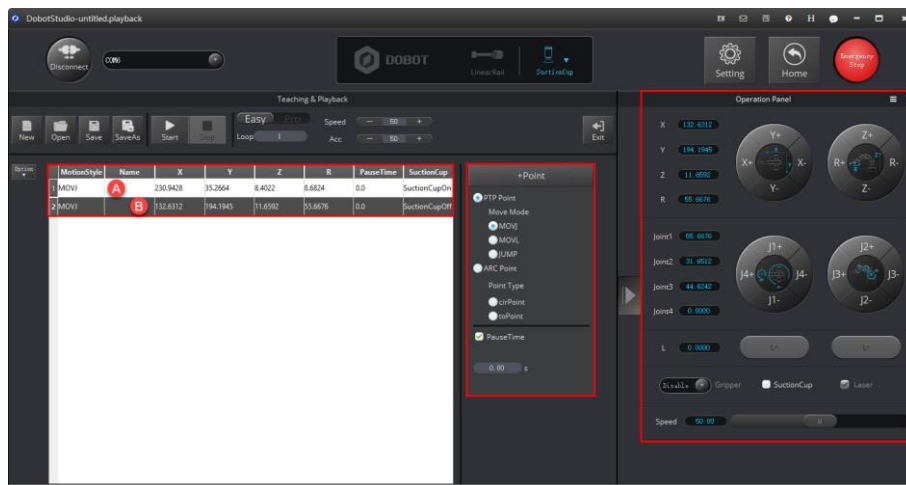 DobotStudio-untitled.playback
Disconnect
COM6
DOBOT
LinearRail
SuctionCup
Setting
Home
Emergency Stop
Teaching & Playback
Operation Panel
New
Open
Save
SaveAs
Start
Stop
Easy Pro
Loop 1
Speed - 50 +
Acc - 50 +
Exit
Option
MotionStyle Name X Y Z R PauseTime SuctionCup
1 MOVJ A 230.9428 35.2664 8.4022 8.6824 0.0 SuctionCupOn
2 MOVJ B 132.6312 194.1945 11.6592 55.6676 0.0 SuctionCupOff
+Point
PTP Point
Move Mode
MOVJ
MOVL
JUMP
ARC Point
Point Type
cirPoint
toPoint
PauseTime
0.00 s
X 132.6312
Y 194.1945
Z 11.6592
R 55.6676
Y+
X+ X-
Y-
Z+
R+ R-
Z-
Joint1 55.6676
Joint2 31.6512
Joint3 44.6242
Joint4 0.0000
J1+
J4+ J4-
J1-
J2+
J3+ J3-
J2-
L 0.0000
Disable Gripper
SuctionCup
Laser
Speed 50.00